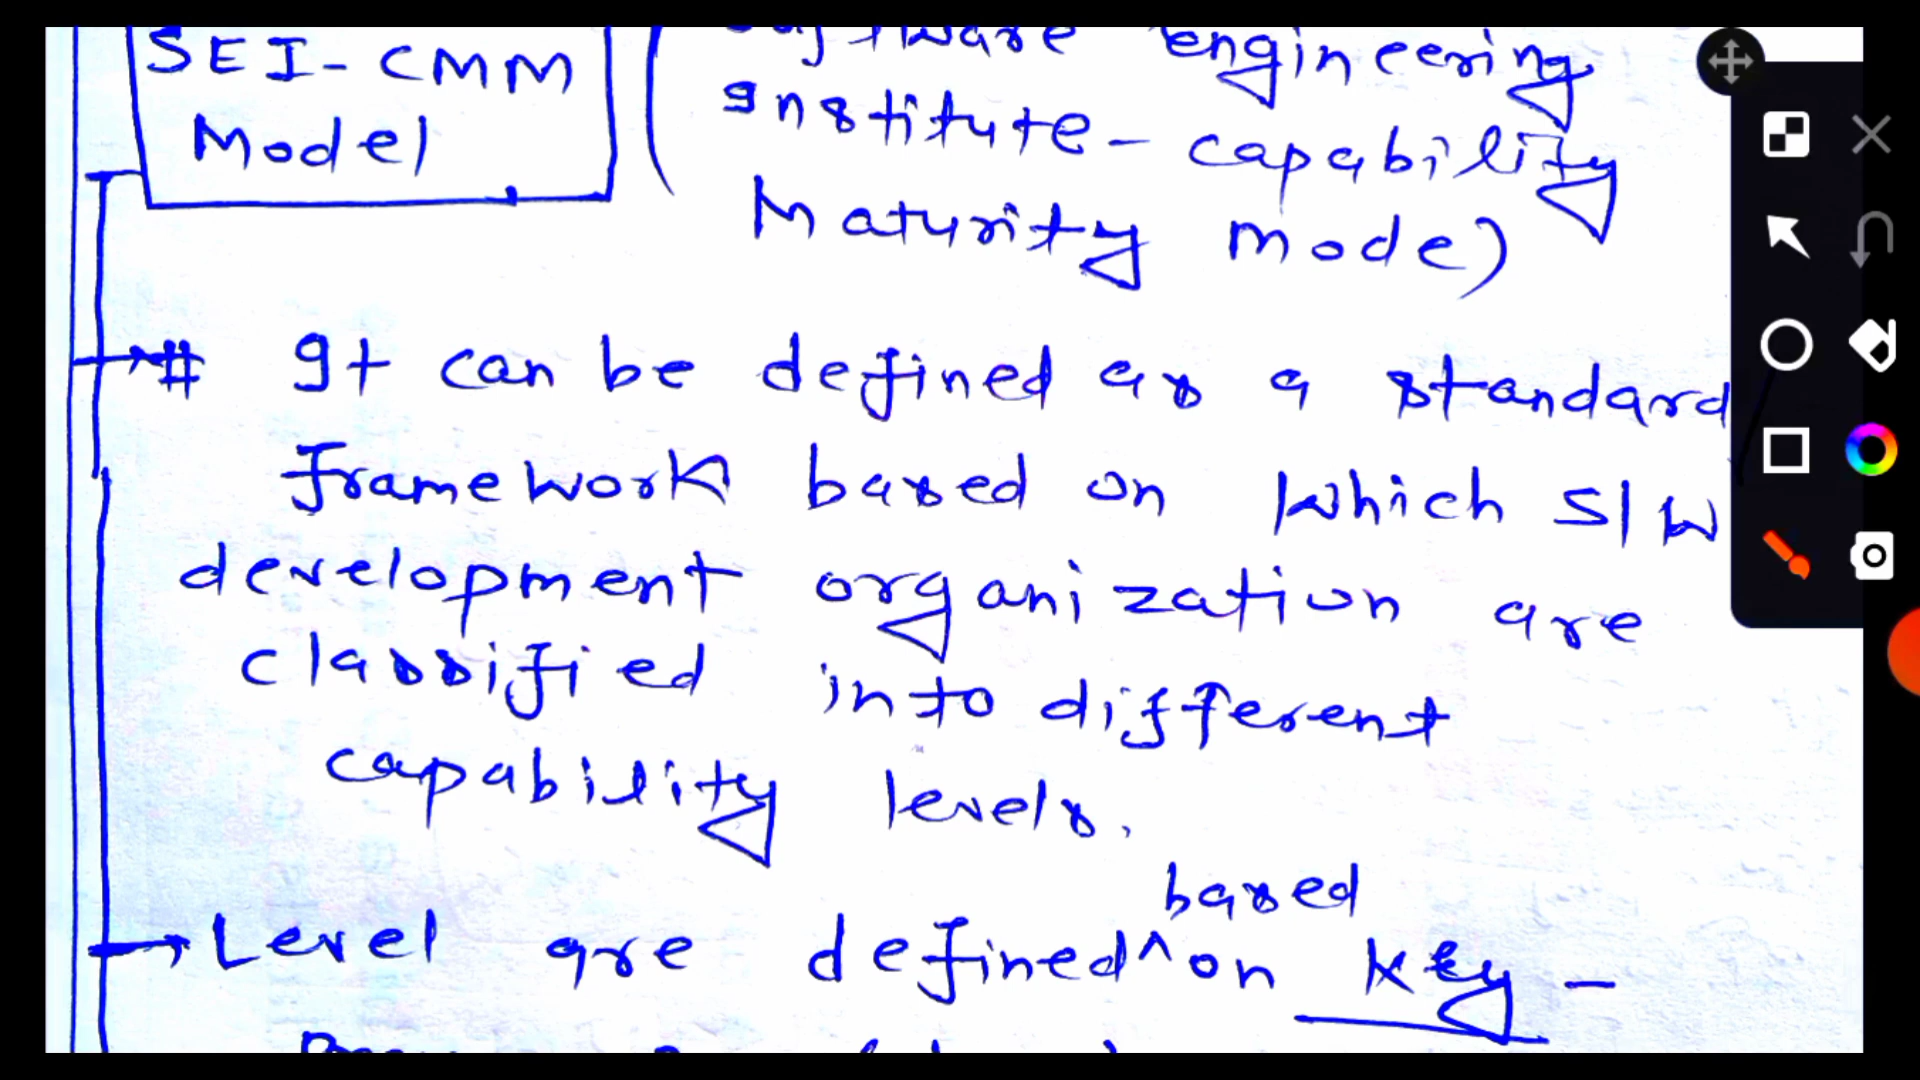 SEI- CMM
Model
(Software engineering
Institute - capability
Maturity Mode)
# It can be defined as a standard
framework based on which S/W
development organization are
classified into different
capability levels.
based
→ Level are defined ^ on key -